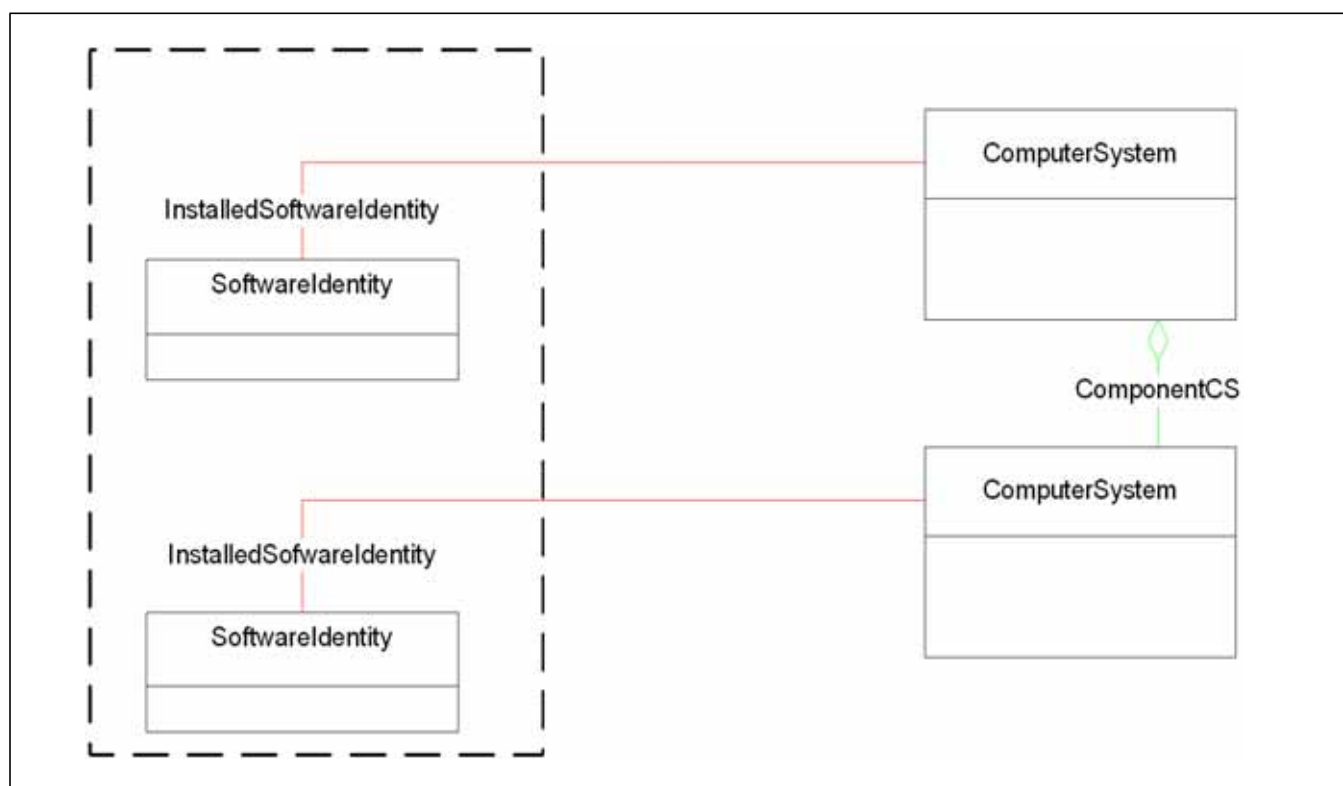 ComputerSystem
InstalledSoftwareIdentity
SoftwareIdentity
ComponentCS
ComputerSystem
InstalledSofwareIdentity
SoftwareIdentity